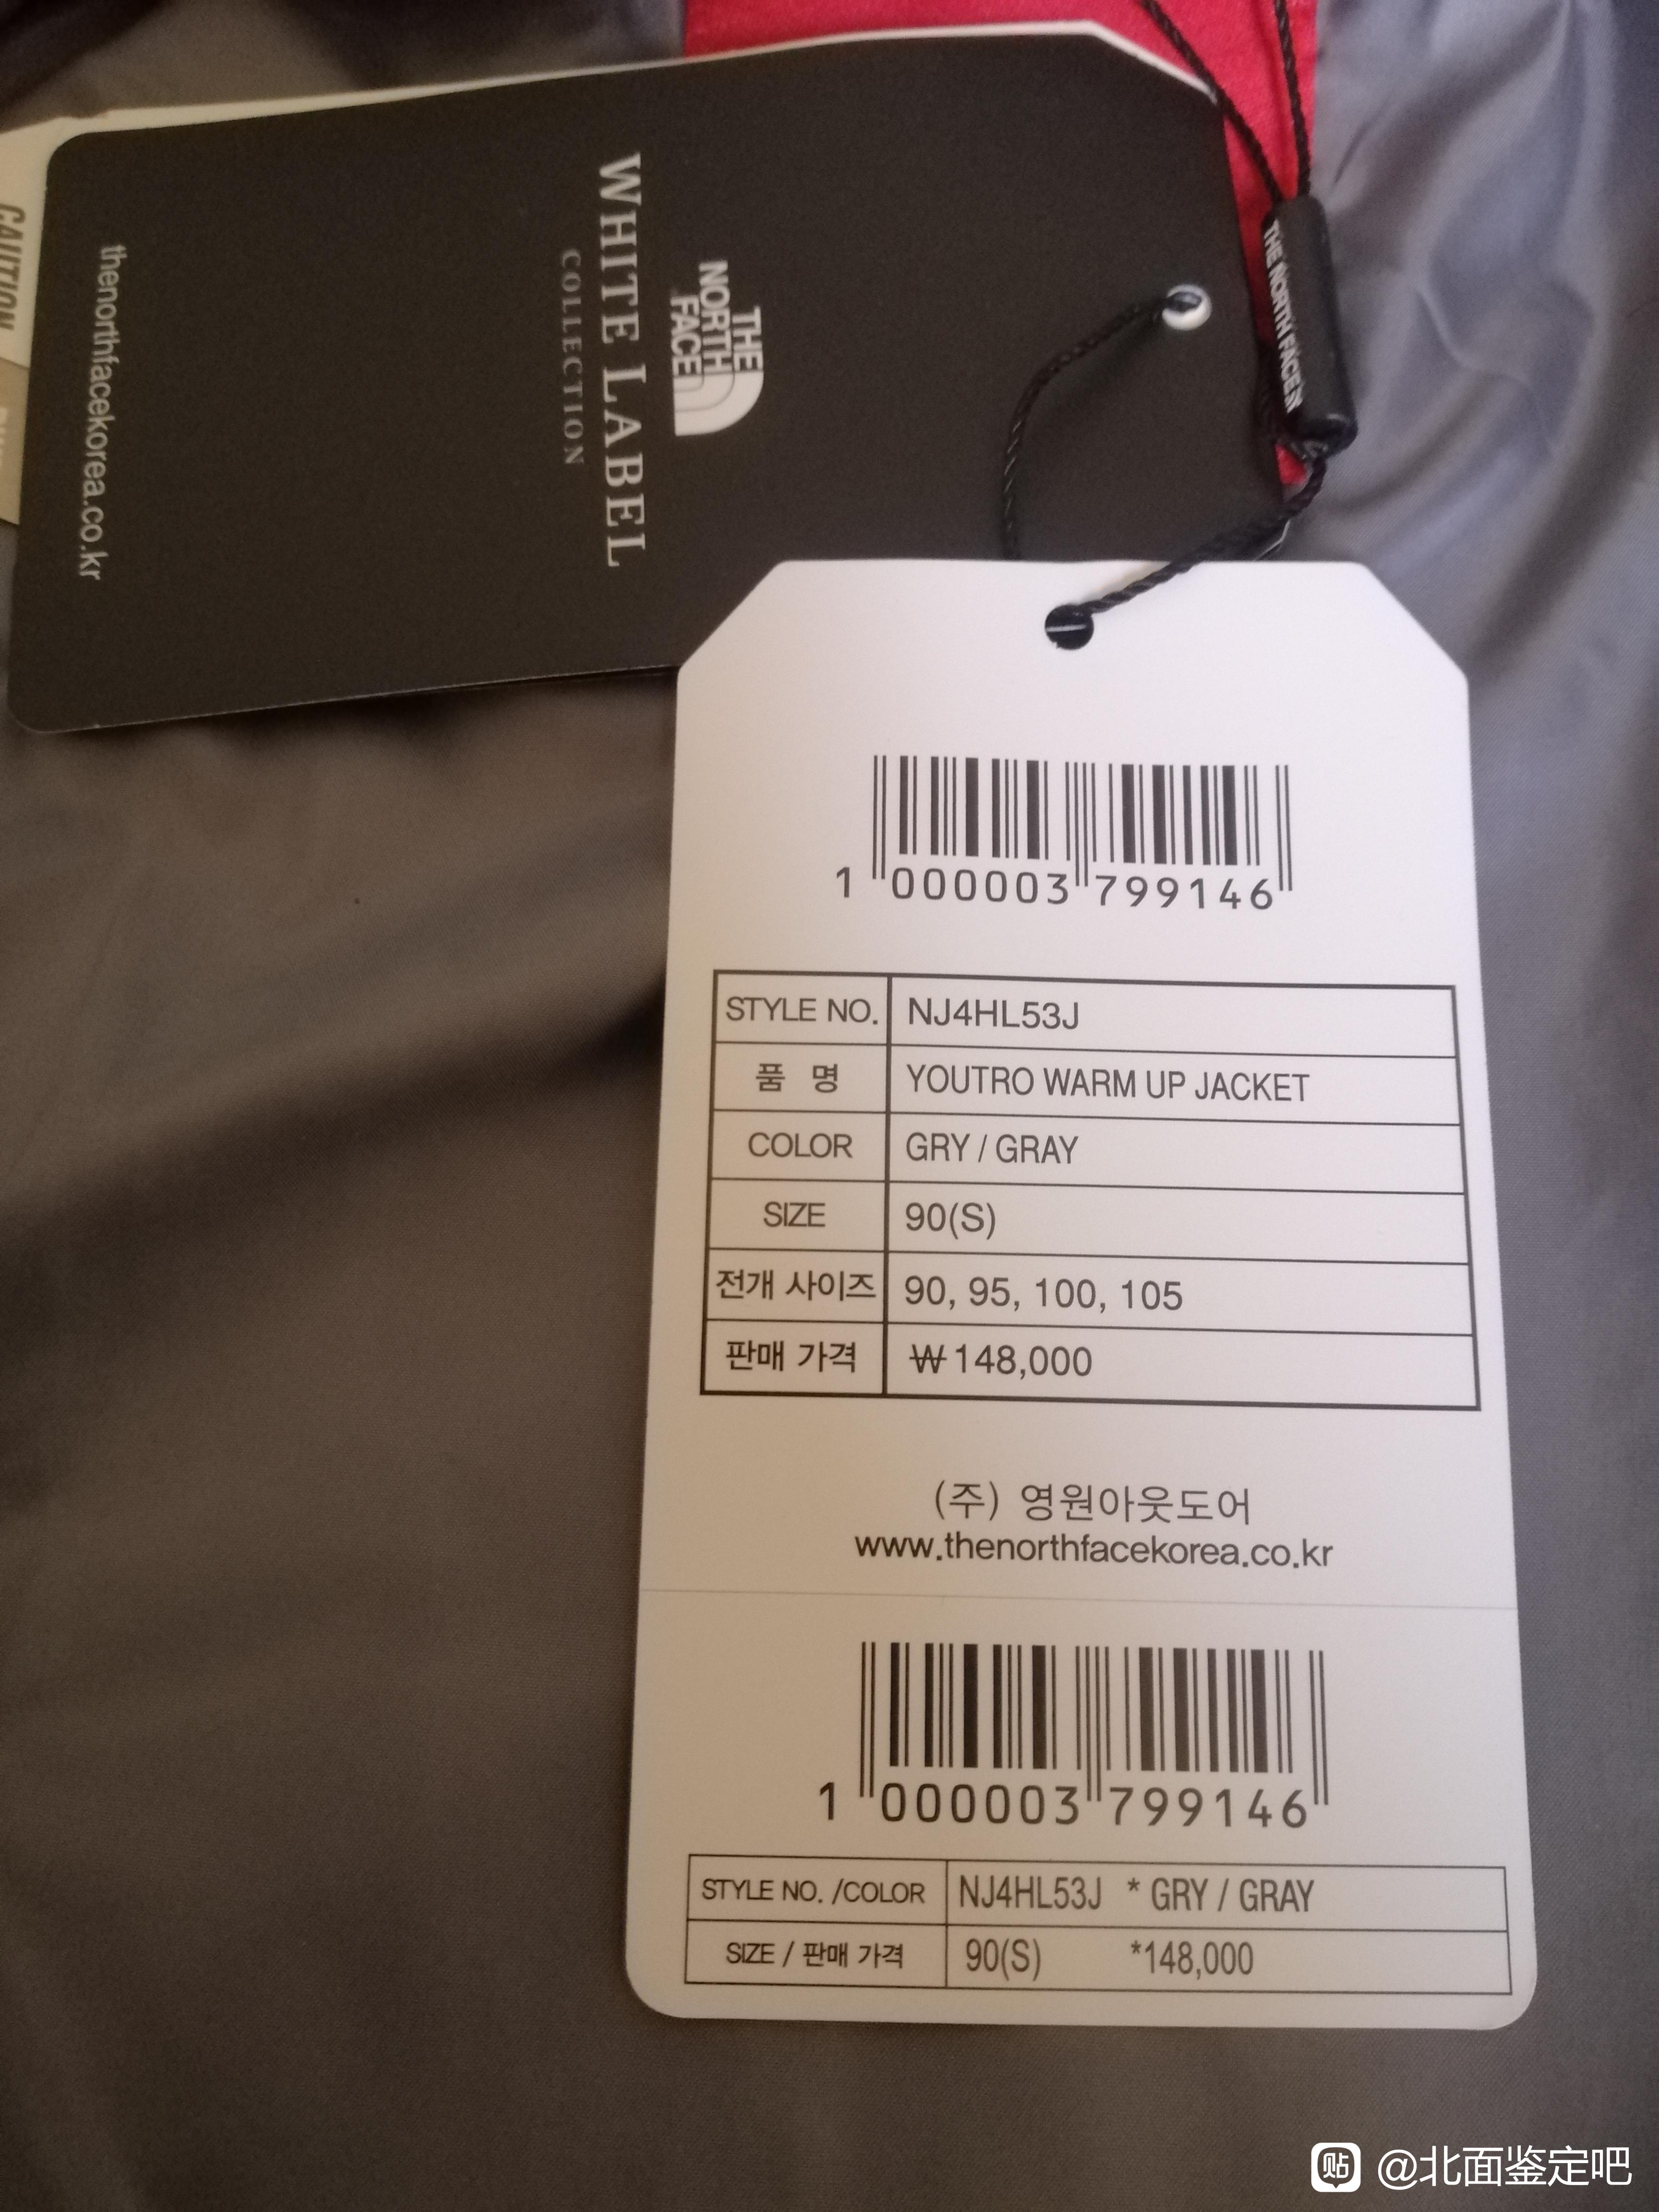 THE
NORTH
FACE
WHITE LABEL
COLLECTION
thenorthfacekorea.co.kr
CAUTION
THE NORTH FACE
1 000003 799146
STYLE NO. NJ4HL53J
품 명 YOUTRO WARM UP JACKET
COLOR GRY / GRAY
SIZE 90(S)
전개 사이즈 90, 95, 100, 105
판매 가격 ₩148,000
(주) 영원아웃도어
www.thenorthfacekorea.co.kr
1 000003 799146
STYLE NO. /COLOR NJ4HL53J * GRY / GRAY
SIZE / 판매 가격 90(S) *148,000
贴 @北面鉴定吧